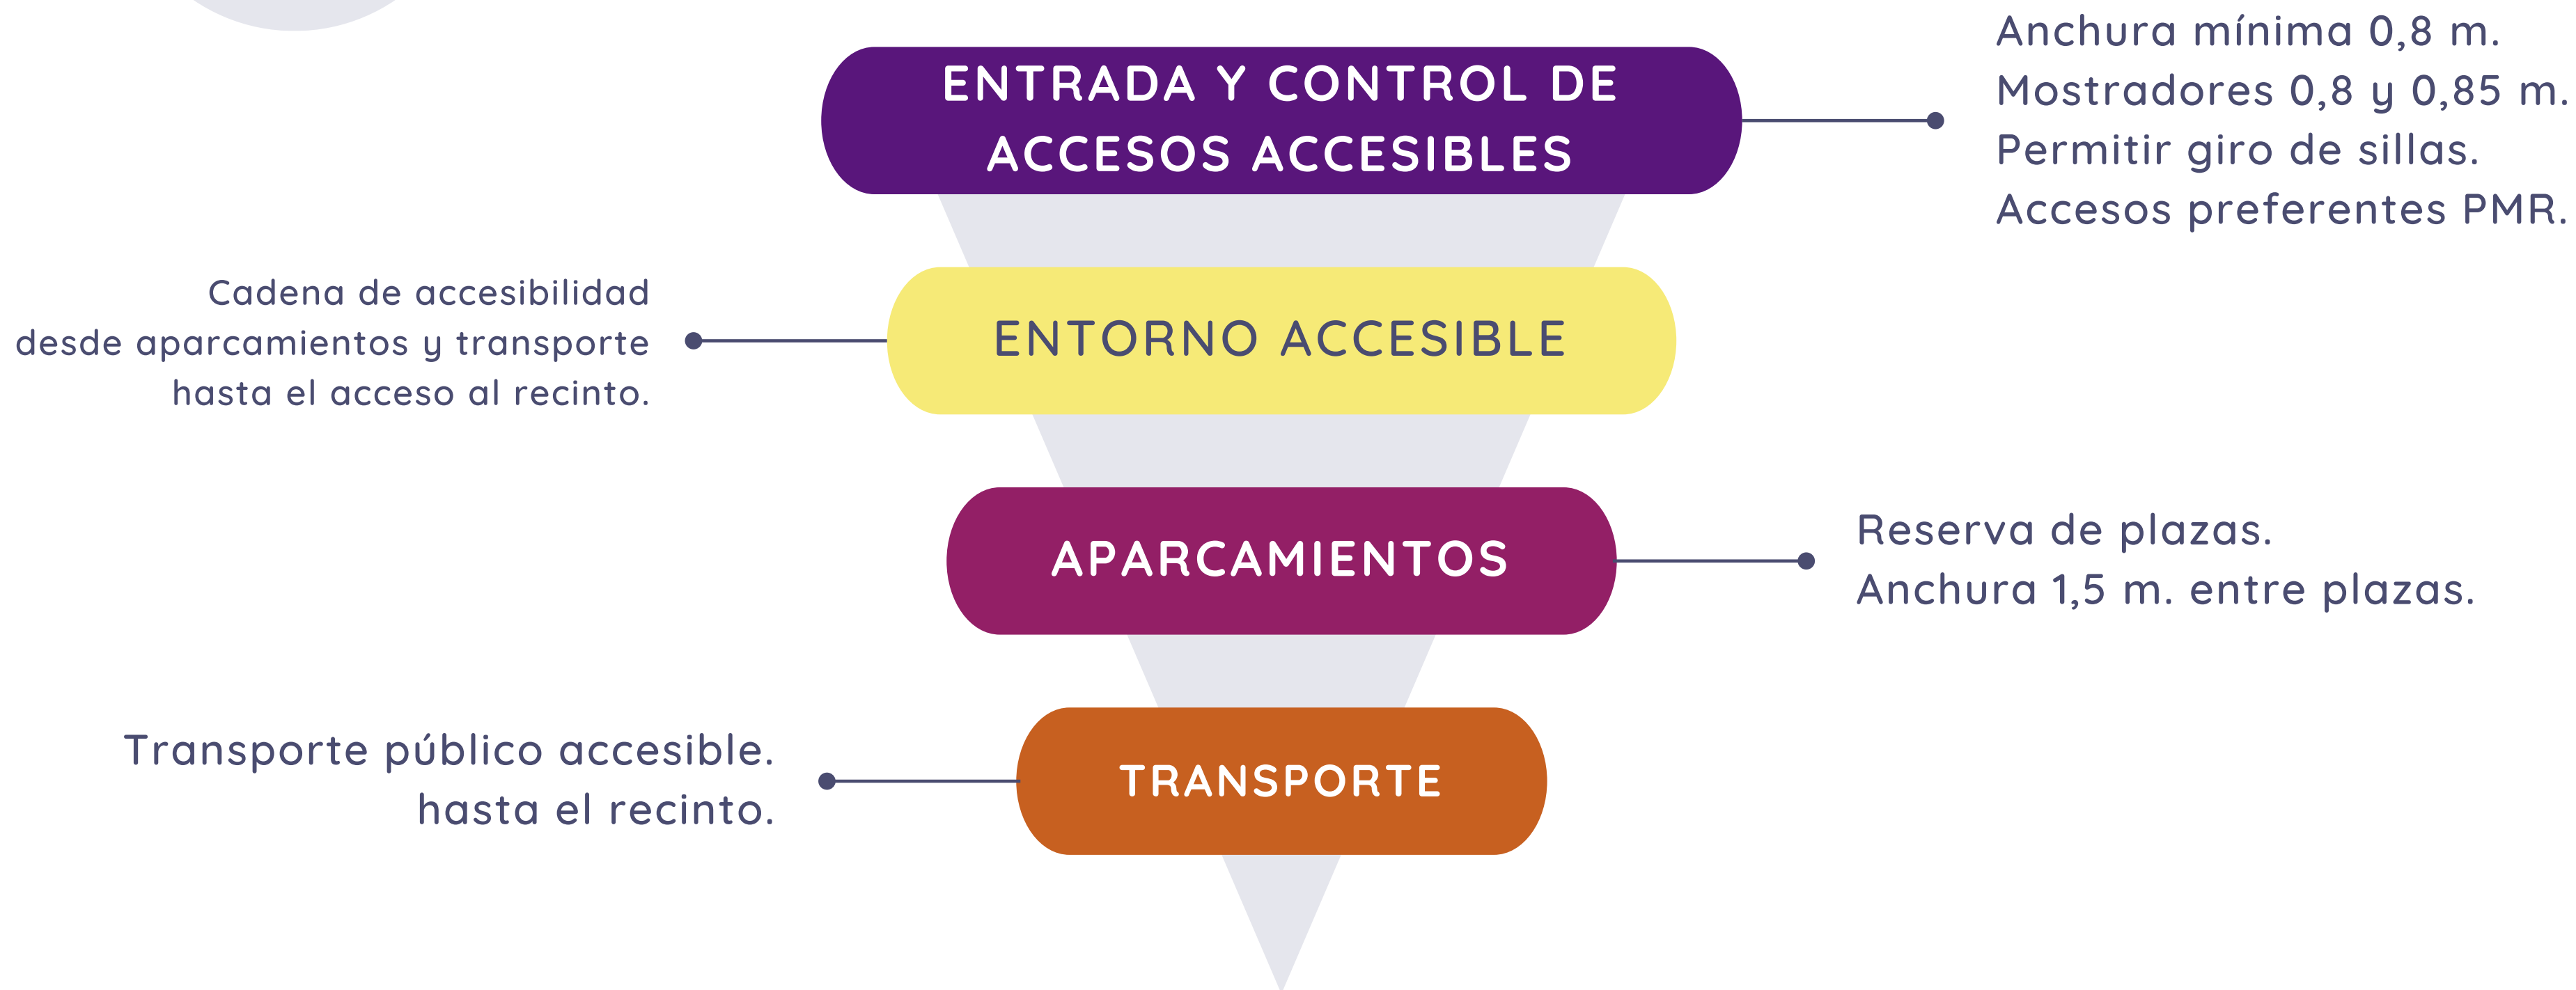 ENTRADA Y CONTROL DE
ACCESOS ACCESIBLES
Anchura mínima 0,8 m.
Mostradores 0,8 y 0,85 m.
Permitir giro de sillas.
Accesos preferentes PMR.
Cadena de accesibilidad
desde aparcamientos y transporte
hasta el acceso al recinto.
ENTORNO ACCESIBLE
APARCAMIENTOS
Reserva de plazas.
Anchura 1,5 m. entre plazas.
Transporte público accesible.
hasta el recinto.
TRANSPORTE